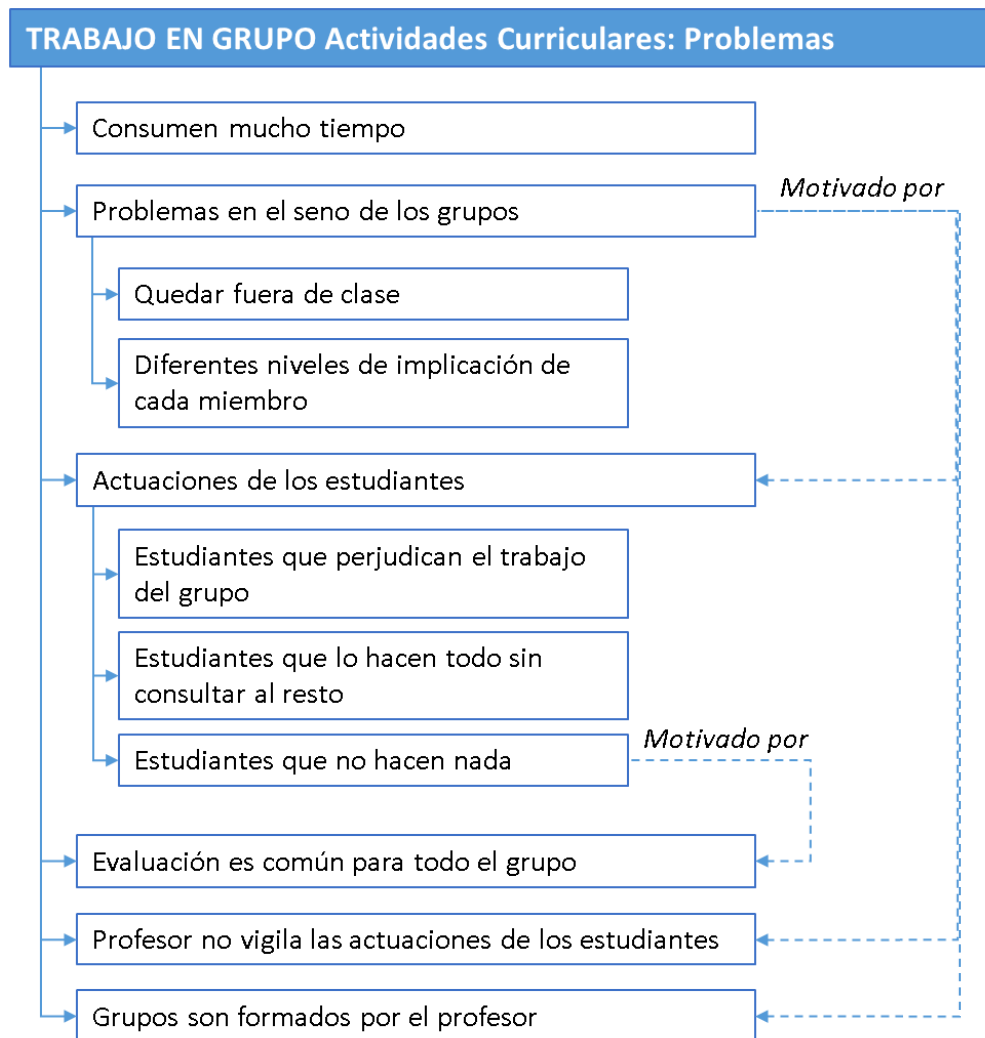 TRABAJO EN GRUPO Actividades Curriculares: Problemas
Consumen mucho tiempo
Motivado por
Problemas en el seno de los grupos
Quedar fuera de clase
Diferentes niveles de implicación de
cada miembro
Actuaciones de los estudiantes
Estudiantes que perjudican el trabajo
del grupo
Estudiantes que lo hacen todo sin
consultar al resto
Motivado por
Estudiantes que no hacen nada
Evaluación es común para todo el grupo
Profesor no vigila las actuaciones de los estudiantes
Grupos son formados por el profesor